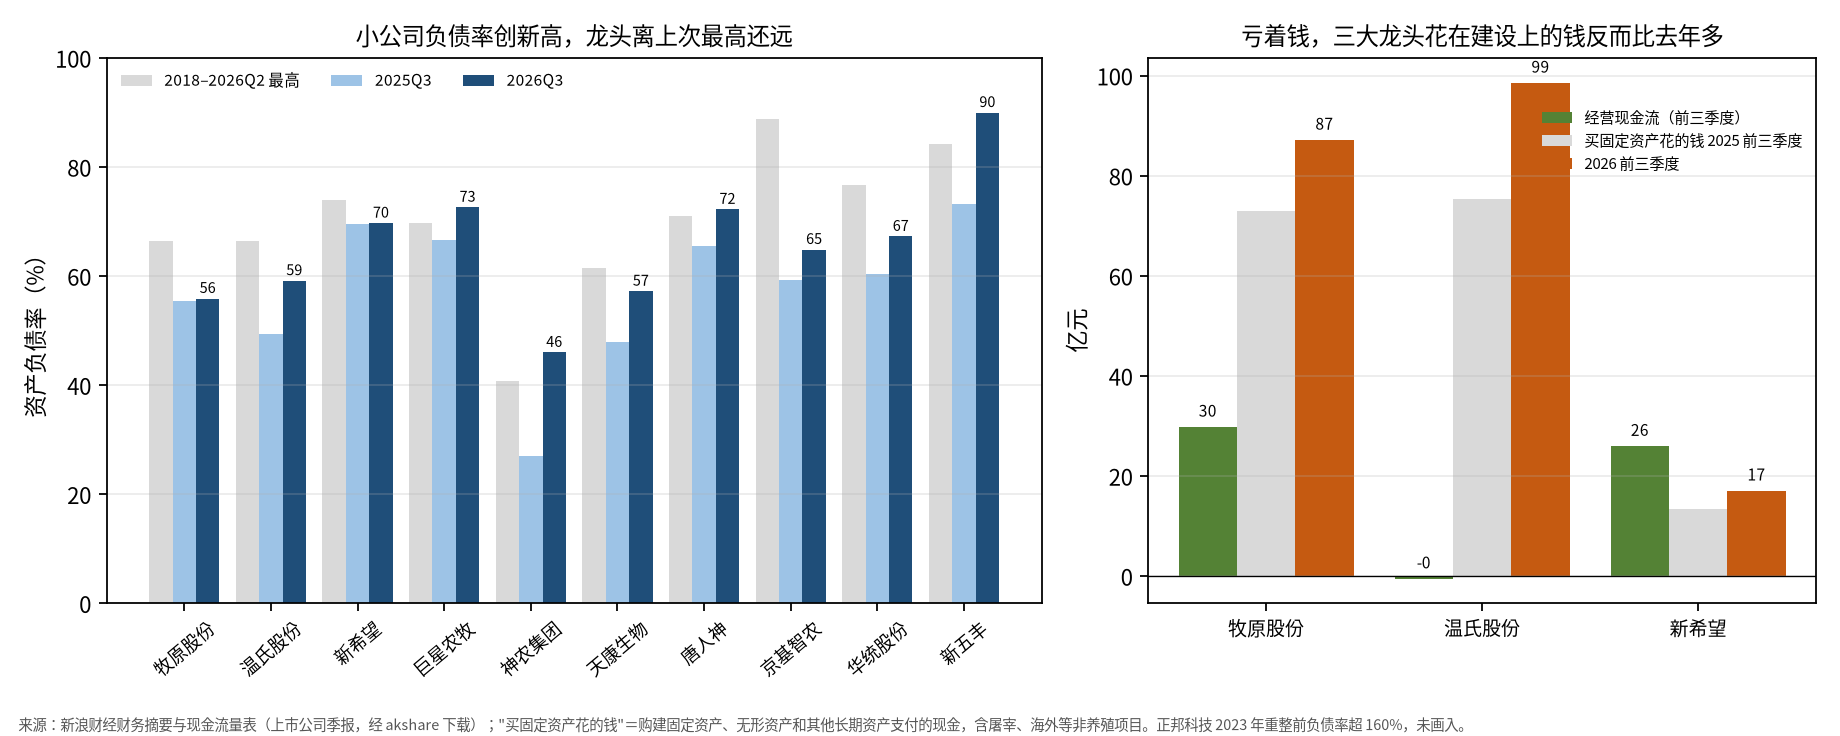 小公司负债率创新高，龙头离上次最高还远
2018–2026Q2 最高
2025Q3
2026Q3
资产负债率（%）
100
80
60
40
20
0
56
59
70
73
46
57
72
65
67
90
牧原股份
温氏股份
新希望
巨星农牧
神农集团
天康生物
唐人神
京基智农
华统股份
新五丰
亏着钱，三大龙头花在建设上的钱反而比去年多
经营现金流（前三季度）
买固定资产花的钱 2025 前三季度
2026 前三季度
亿元
100
80
60
40
20
0
30
87
-0
99
26
17
牧原股份
温氏股份
新希望
来源：新浪财经财务摘要与现金流量表（上市公司季报，经 akshare 下载）；"买固定资产花的钱"＝购建固定资产、无形资产和其他长期资产支付的现金，含屠宰、海外等非养殖项目。正邦科技 2023 年重整前负债率超 160%，未画入。